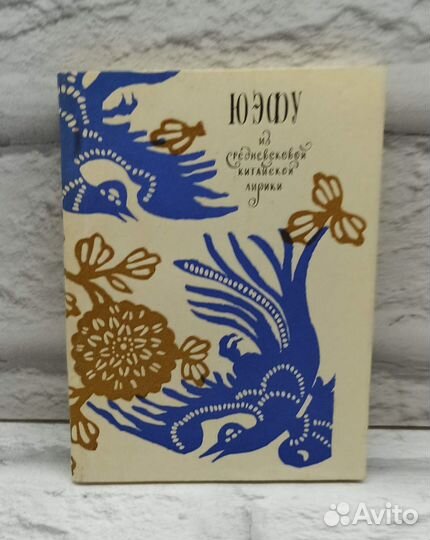 ЮЭФУ
из
средневековой
китайской
лирики
Avito